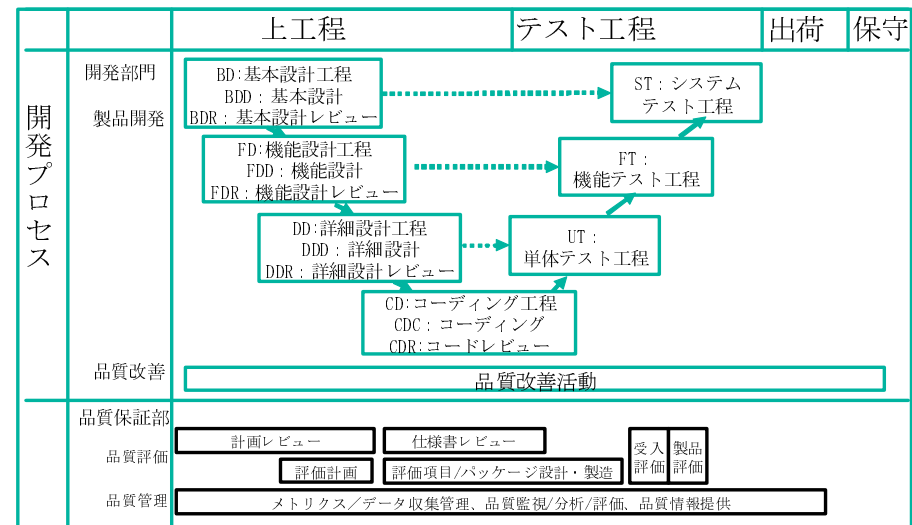 上工程
テスト工程
出荷
保守
開発プロセス
開発部門
製品開発
BD:基本設計工程
BDD：基本設計
BDR：基本設計レビュー
ST：システム
テスト工程
FD:機能設計工程
FDD：機能設計
FDR：機能設計レビュー
FT：
機能テスト工程
DD:詳細設計工程
DDD：詳細設計
DDR：詳細設計レビュー
UT：
単体テスト工程
CD:コーディング工程
CDC：コーディング
CDR:コードレビュー
品質改善
品質改善活動
品質保証部
品質評価
計画レビュー
仕様書レビュー
受入
評価
製品
評価
評価計画
評価項目/パッケージ設計・製造
品質管理
メトリクス／データ収集管理、品質監視/分析/評価、品質情報提供